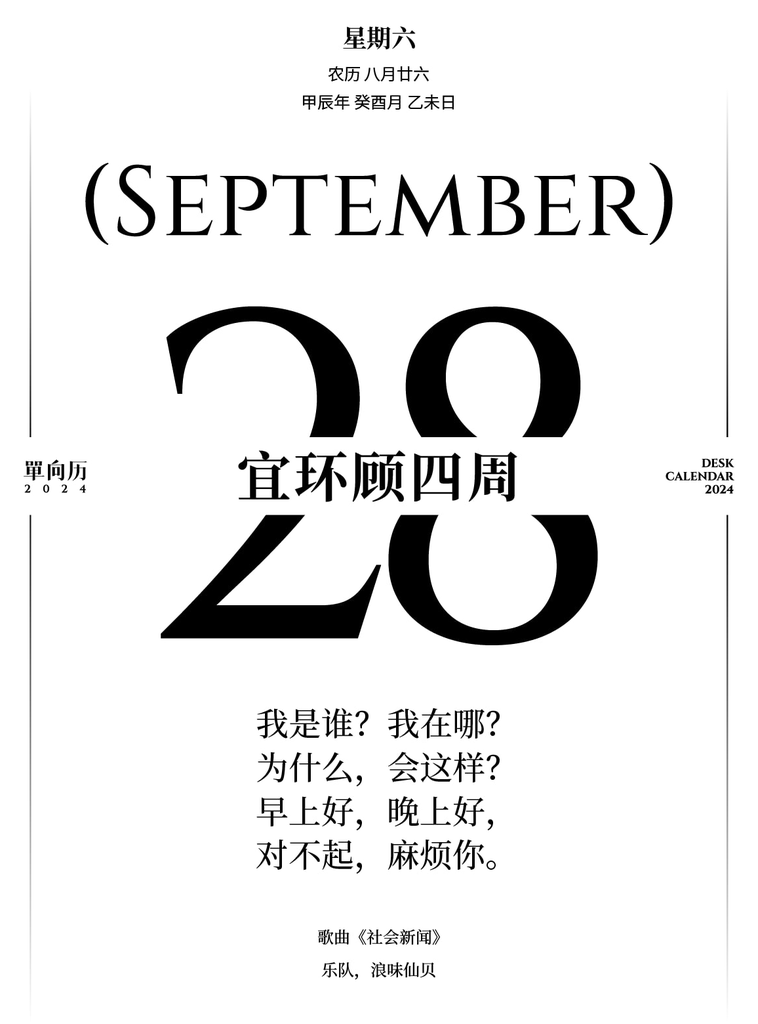 星期六
农历 八月廿六
甲辰年 癸酉月 乙未日
(SEPTEMBER)
28
單向历
2024
宜环顾四周
DESK
CALENDAR
2024
我是谁？我在哪？
为什么，会这样？
早上好，晚上好，
对不起，麻烦你。
歌曲《社会新闻》
乐队，浪味仙贝